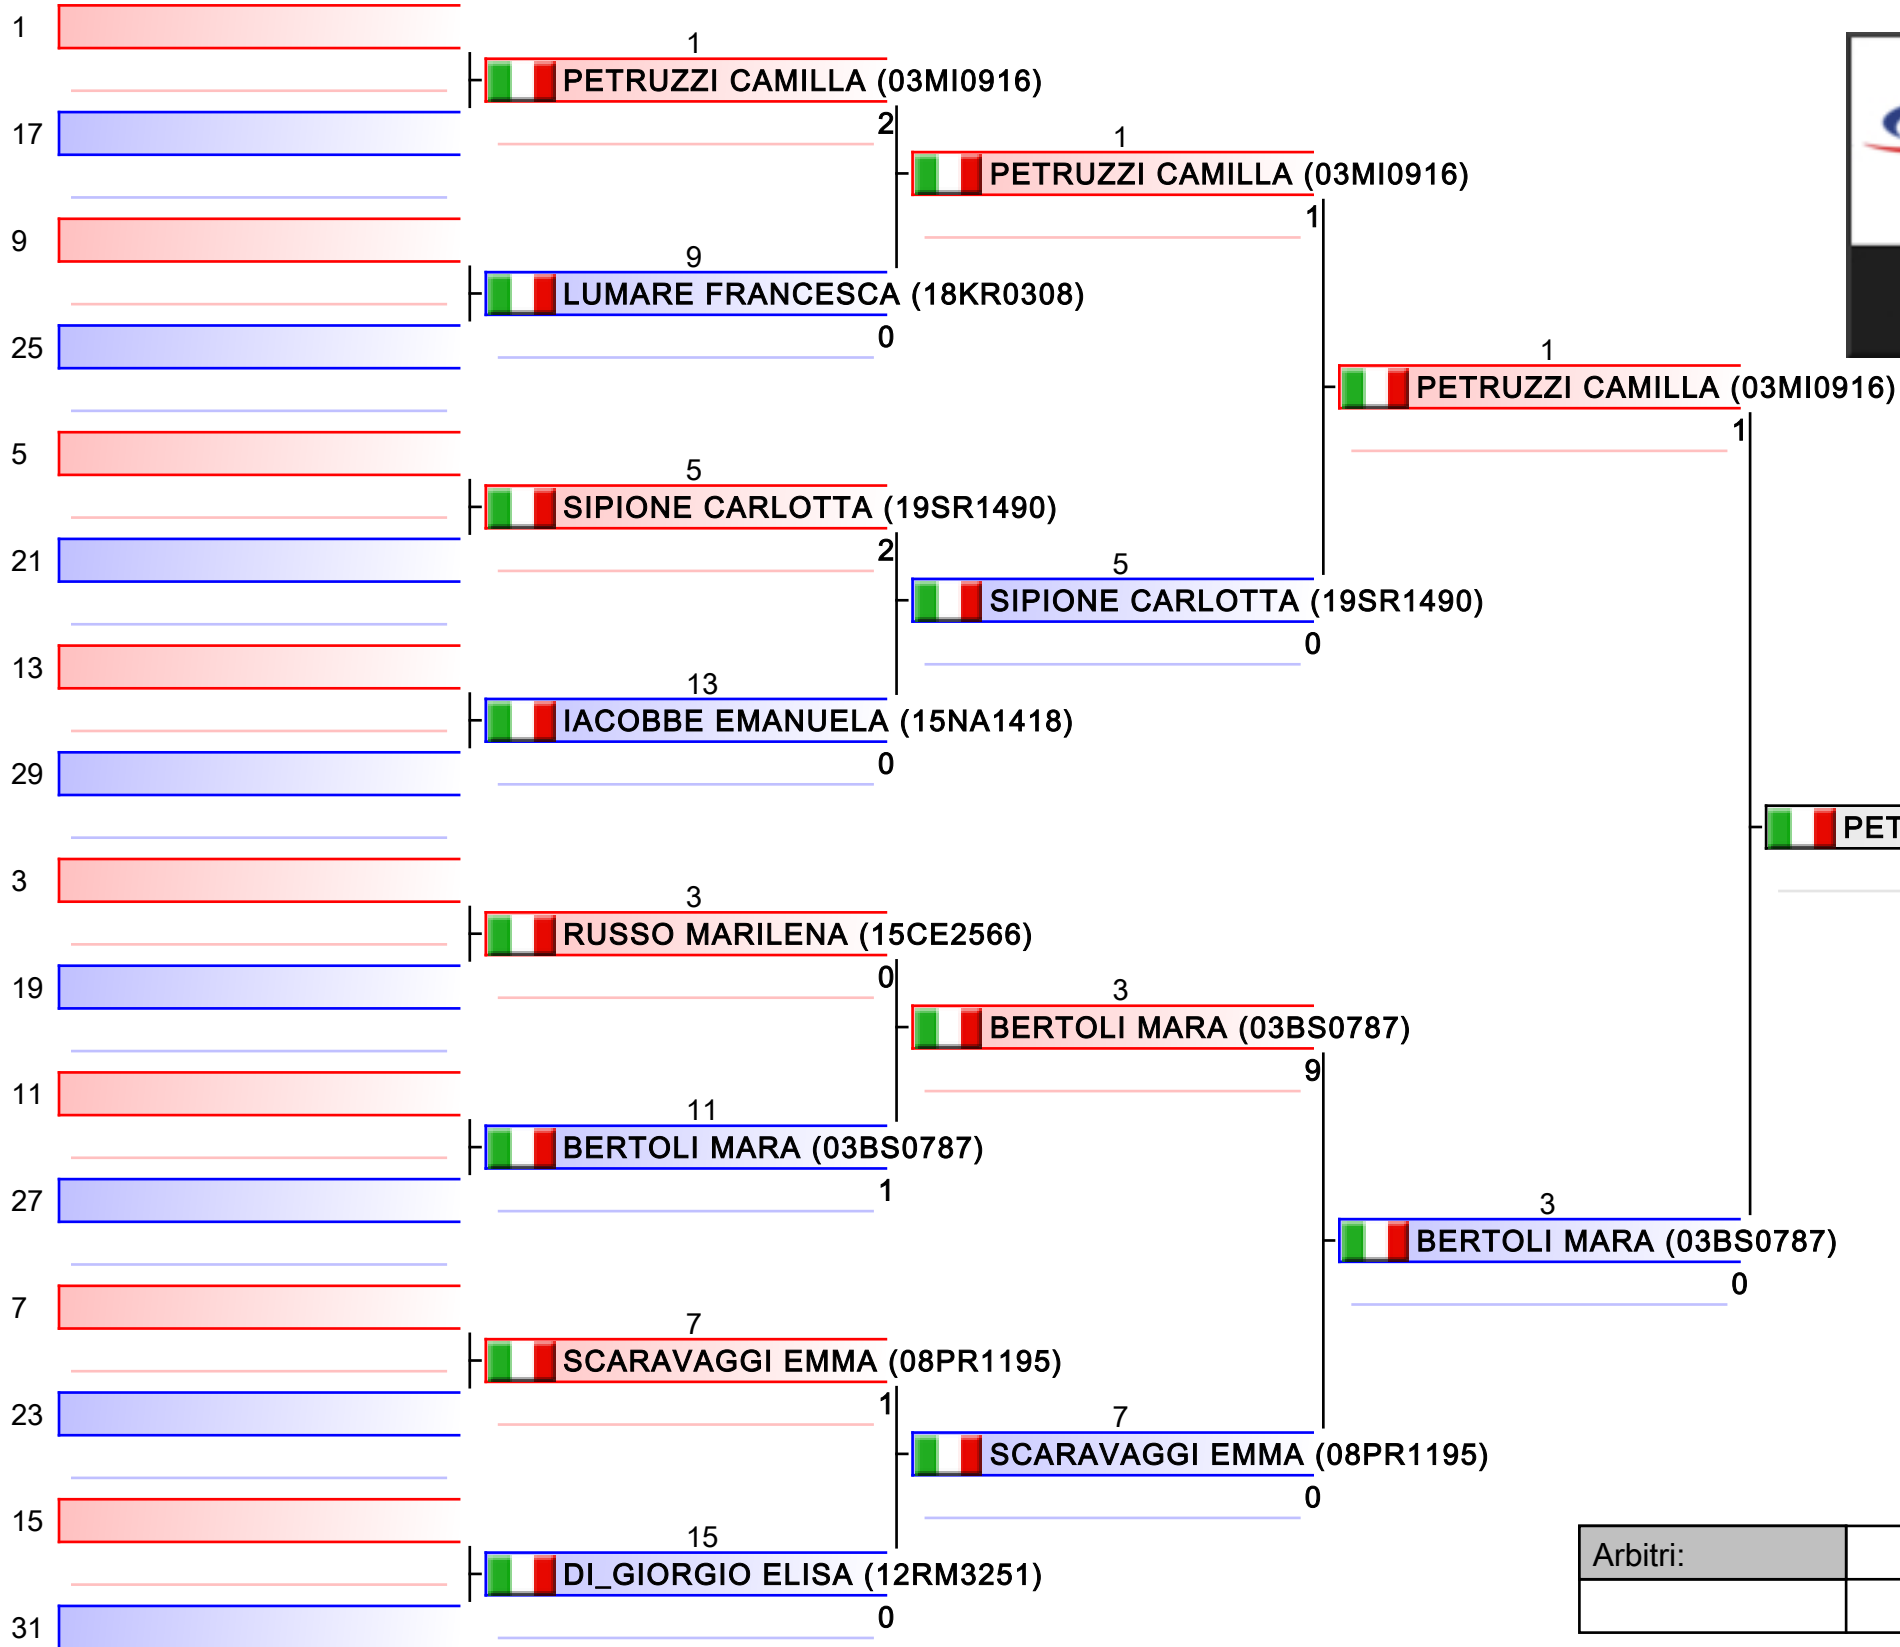 1
1
PETRUZZI CAMILLA (03MI0916)
2
17
1
PETRUZZI CAMILLA (03MI0916)
1
9
9
LUMARE FRANCESCA (18KR0308)
0
25
1
PETRUZZI CAMILLA (03MI0916)
1
5
5
SIPIONE CARLOTTA (19SR1490)
2
21
5
SIPIONE CARLOTTA (19SR1490)
0
13
13
IACOBBE EMANUELA (15NA1418)
0
29
PET
3
3
RUSSO MARILENA (15CE2566)
0
19
3
BERTOLI MARA (03BS0787)
9
11
11
BERTOLI MARA (03BS0787)
1
27
3
BERTOLI MARA (03BS0787)
0
7
7
SCARAVAGGI EMMA (08PR1195)
1
23
7
SCARAVAGGI EMMA (08PR1195)
0
15
15
DI_GIORGIO ELISA (12RM3251)
0
31
Arbitri: